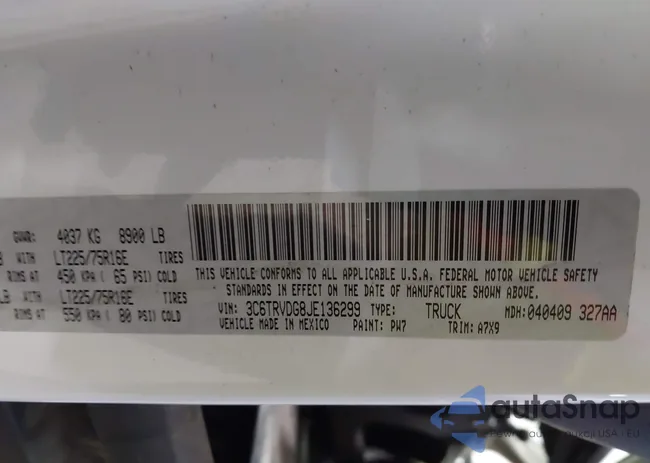 GVWR: 4037 KG 8900 LB
B WITH LT225/75R16E TIRES
RIMS AT 450 KPA ( 65 PSI) COLD
LB WITH LT225/75R16E TIRES
RIMS AT 550 KPA ( 80 PSI) COLD
THIS VEHICLE CONFORMS TO ALL APPLICABLE U.S.A. FEDERAL MOTOR VEHICLE SAFETY
STANDARDS IN EFFECT ON THE DATE OF MANUFACTURE SHOWN ABOVE.
VIN: 3C6TRVDG8JE136299 TYPE: TRUCK MDH: 040409 327AA
VEHICLE MADE IN MEXICO PAINT: PW7 TRIM: A7X9
autaSnap
USA - EU